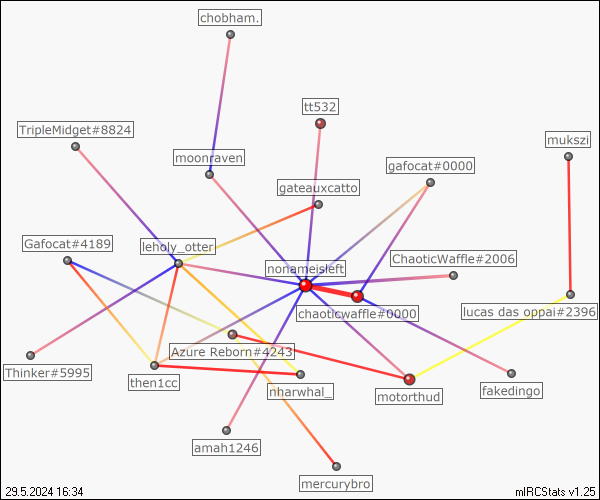 chobham.
tt532
TripleMidget#8824
mukszi
moonraven
gafocat#0000
gateauxcatto
Gafocat#4189
leholy_otter
ChaoticWaffle#2006
nonameisleft
chaoticwaffle#0000
lucas das oppai#2396
Azure Reborn#4243
Thinker#5995
then1cc
nharwhal_
motorthud
fakedingo
amah1246
mercurybro
29.5.2024 16:34
mIRCStats v1.25